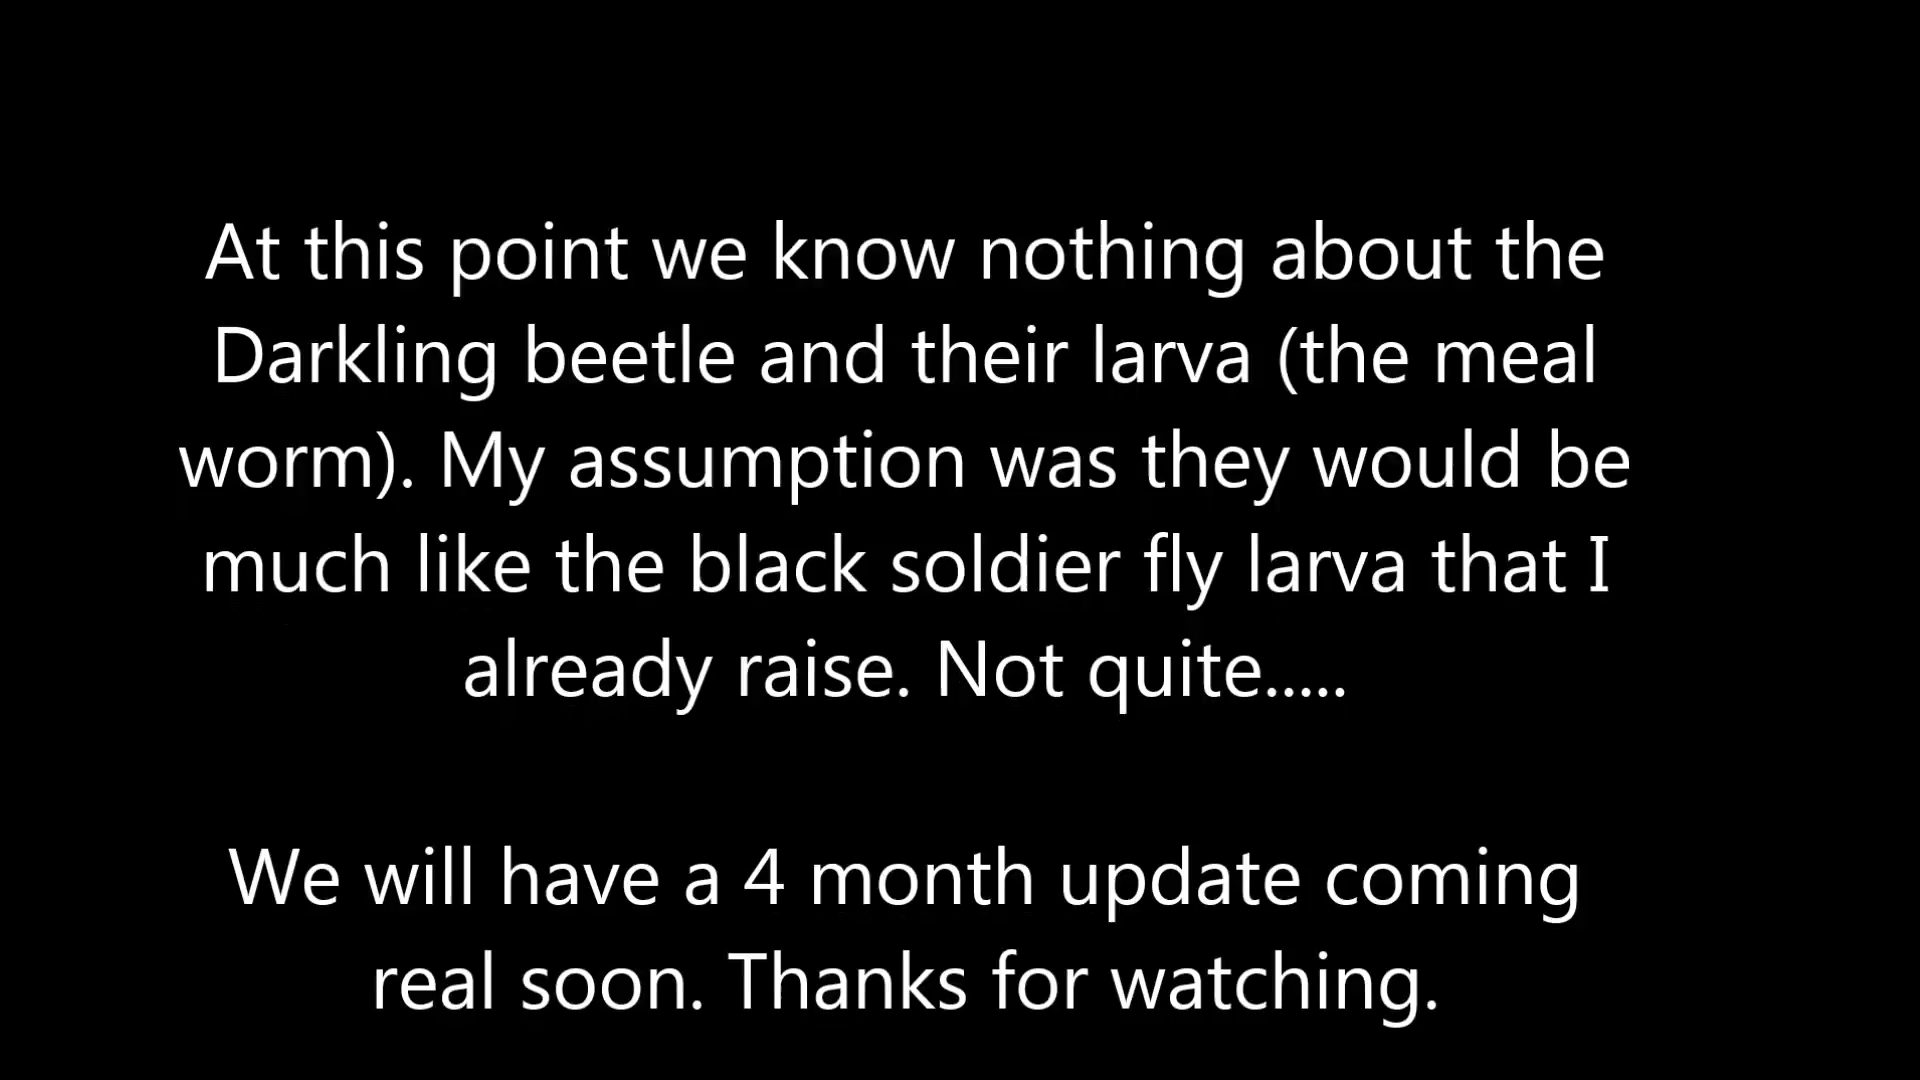 At this point we know nothing about the
Darkling beetle and their larva (the meal
worm). My assumption was they would be
much like the black soldier fly larva that I
already raise. Not quite.....
We will have a 4 month update coming
real soon. Thanks for watching.